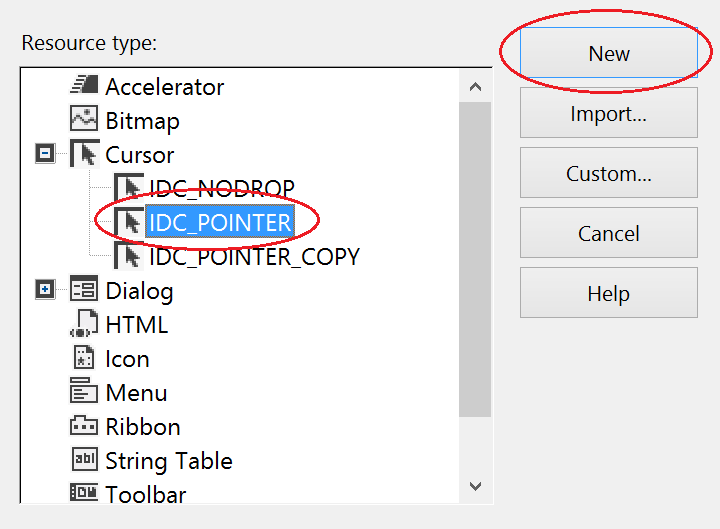 Resource type:
Accelerator
Bitmap
Cursor
IDC_NODROP
IDC_POINTER
IDC_POINTER_COPY
Dialog
HTML
Icon
Menu
Ribbon
String Table
Toolbar
New
Import...
Custom...
Cancel
Help